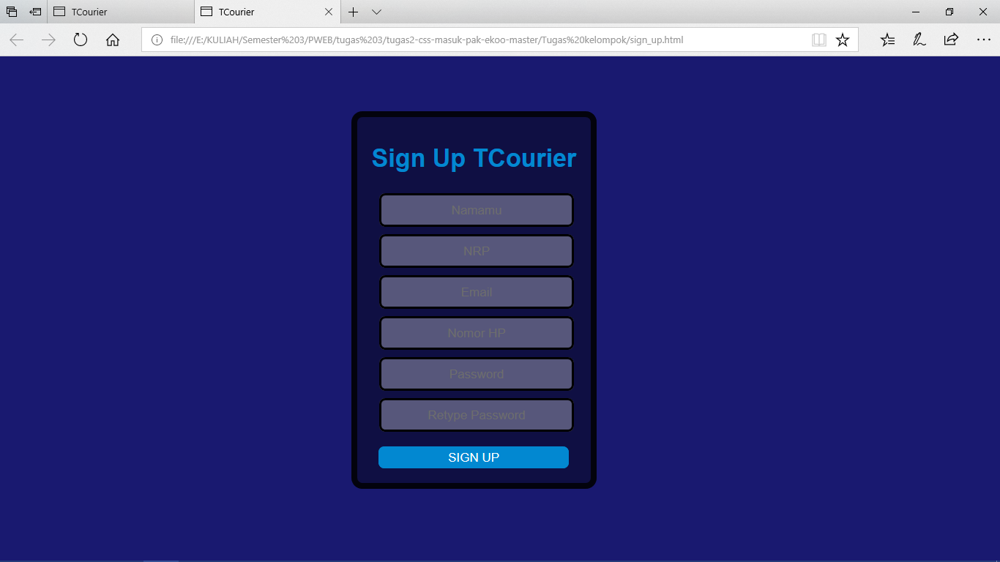 TCourier
TCourier
file:///E:/KULIAH/Semester%203/PWEB/tugas%203/tugas2-css-masuk-pak-ekoo-master/Tugas%20kelompok/sign_up.html
Sign Up TCourier
Namamu
NRP
Email
Nomor HP
Password
Retype Password
SIGN UP